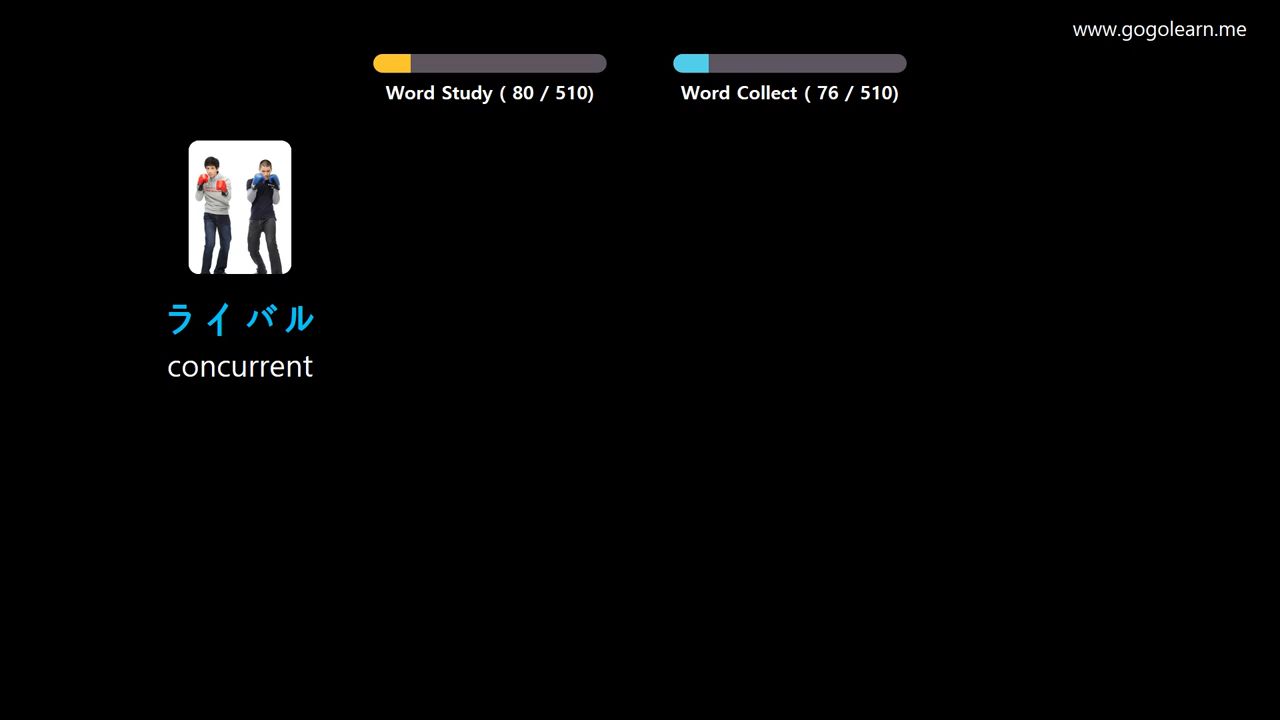 www.gogolearn.me
Word Study ( 80 / 510)
Word Collect ( 76 / 510)
ライバル
concurrent